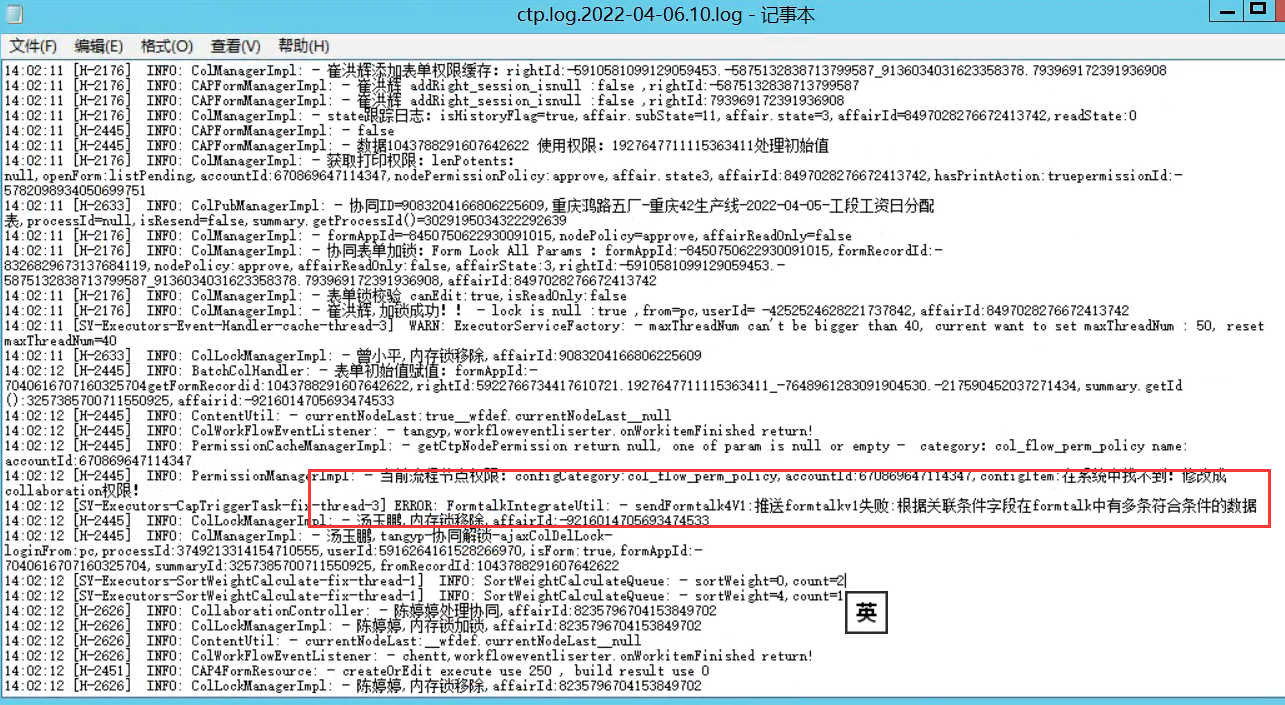 ctp.log.2022-04-06.10.log - 记事本
文件(F) 编辑(E) 格式(O) 查看(V) 帮助(H)
14:02:11 [H-2176]  INFO: ColManagerImpl: - 崔洪辉添加表单权限缓存: rightId:-5910581099129059453.-5875132838713799587_9136034031623358378.793969172391936908
14:02:11 [H-2176]  INFO: CAPFormManagerImpl: - 崔洪辉 addRight_session_isnull :false ,rightId:-5875132838713799587
14:02:11 [H-2176]  INFO: CAPFormManagerImpl: - 崔洪辉 addRight_session_isnull :false ,rightId:793969172391936908
14:02:11 [H-2176]  INFO: ColManagerImpl: - state跟踪日志: isHistoryFlag=true,affair.subState=11,affair.state=3,affairId=8497028276672413742,readState:0
14:02:11 [H-2445]  INFO: CAPFormManagerImpl: - false
14:02:11 [H-2445]  INFO: CAPFormManagerImpl: - 数据1043788291607642622 使用权限: 1927647711115363411处理初始值
14:02:11 [H-2176]  INFO: ColManagerImpl: - 获取打印权限: lenPotents:
null,openForm:listPending,accountId:670869647114347,nodePermissionPolicy:approve,affair.state3,affairId:8497028276672413742,hasPrintAction:truepermissionId:-
5782098934050699751
14:02:11 [H-2633]  INFO: ColPubManagerImpl: - 协同ID=9083204166806225609,重庆鸿路五厂-重庆42生产线-2022-04-05-工段工资日分配
表,processId=null,isResend=false,summary.getProcessId()=3029195034322292639
14:02:11 [H-2176]  INFO: ColManagerImpl: - formAppId=-8450750622930091015,nodePolicy=approve,affairReadOnly=false
14:02:11 [H-2176]  INFO: ColManagerImpl: - 协同表单加锁: Form Lock All Params : formAppId:-8450750622930091015,formRecordId:-
8326829673137684119,nodePolicy:approve,affairReadOnly:false,affairState:3,rightId:-5910581099129059453.-
5875132838713799587_9136034031623358378.793969172391936908,affairId:8497028276672413742
14:02:11 [H-2176]  INFO: ColManagerImpl: - 表单锁校验 canEdit:true,isReadOnly:false
14:02:11 [H-2176]  INFO: ColManagerImpl: - 崔洪辉,加锁成功!! - lock is null :true ,from=pc,userId= -4252524628221737842,affairId:8497028276672413742
14:02:11 [SY-Executors-Event-Handler-cache-thread-3]  WARN: ExecutorServiceFactory: - maxThreadNum can't be bigger than 40, current want to set maxThreadNum : 50, reset
maxThreadNum=40
14:02:12 [H-2633]  INFO: ColLockManagerImpl: - 曾小平,内存锁移除,affairId:9083204166806225609
14:02:12 [H-2445]  INFO: BatchColHandler: - 表单初始值赋值: formAppId:-
7040616707160325704getFormRecordid:1043788291607642622,rightId:5922766734417610721.1927647711115363411_-7648961283091904530.-217590452037271434,summary.getId
():3257385700711550925,affairid:-9216014705693474533
14:02:12 [H-2445]  INFO: ContentUtil: - currentNodeLast:true__wfdef.currentNodeLast__null
14:02:12 [H-2445]  INFO: ColWorkFlowEventListener: - tangyp,workfloweventliserter.onWorkitemFinished return!
14:02:12 [H-2445]  INFO: PermissionCacheManagerImpl: - getCtpNodePermission return null, one of param is null or empty -  category: col_flow_perm_policy name:
accountId:670869647114347
14:02:12 [H-2445]  INFO: PermissionManagerImpl: - 当前流程节点权限: configCategory:col_flow_perm_policy,accountId:670869647114347,configItem:在系统中找不到!修改成
collaboration权限!
14:02:12 [SY-Executors-CapTriggerTask-fix-thread-3] ERROR: FormtalkIntegrateUtil: - sendFormtalk4V1:推送formtalkv1失败:根据关联条件字段在formtalk中有多条符合条件的数据
14:02:12 [H-2445]  INFO: ColLockManagerImpl: - 汤玉鹏,内存锁移除,affairId:-9216014705693474533
14:02:12 [H-2445]  INFO: ColManagerImpl: - 汤玉鹏,tangyp-协同解锁-ajaxColDelLock-
loginFrom:pc,processId:3749213314154710555,userId:5916264161528266970,isForm:true,formAppId:-
7040616707160325704,summaryId:3257385700711550925,fromRecordId:1043788291607642622
14:02:12 [SY-Executors-SortWeightCalculate-fix-thread-1]  INFO: SortWeightCalculateQueue: - sortWeight=0,count=2
14:02:12 [SY-Executors-SortWeightCalculate-fix-thread-1]  INFO: SortWeightCalculateQueue: - sortWeight=4,count=1
14:02:12 [H-2626]  INFO: CollaborationController: - 陈婷婷处理协同,affairId:8235796704153849702
14:02:12 [H-2626]  INFO: ColLockManagerImpl: - 陈婷婷,内存锁加锁,affairId:8235796704153849702
14:02:12 [H-2626]  INFO: ContentUtil: - currentNodeLast:__wfdef.currentNodeLast__null
14:02:12 [H-2626]  INFO: ColWorkFlowEventListener: - chentt,workfloweventliserter.onWorkitemFinished return!
14:02:12 [H-2451]  INFO: CAP4FormResource: - createOrEdit execute use 250 , build result use 0
14:02:12 [H-2626]  INFO: ColLockManagerImpl: - 陈婷婷,内存锁移除,affairId:8235796704153849702
英